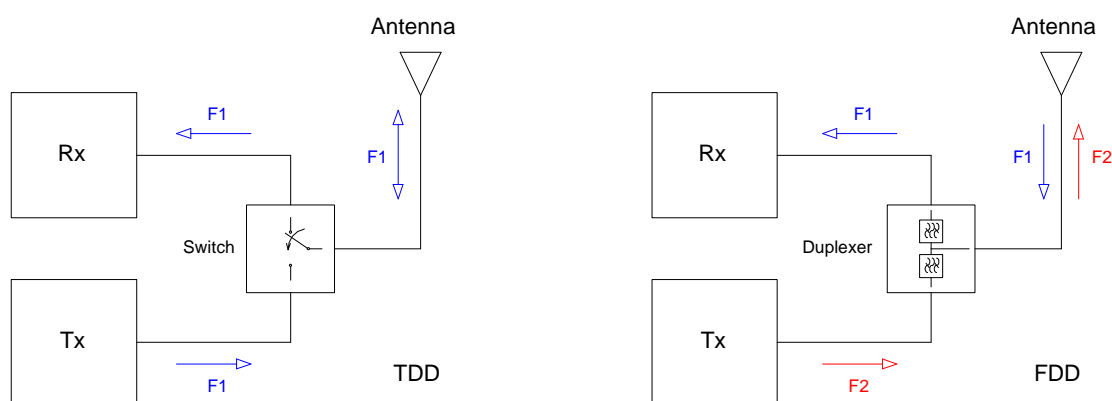 Antenna
F1
Rx
F1
Switch
Tx
F1
TDD
Antenna
F1
Rx
F1
F2
Duplexer
Tx
F2
FDD